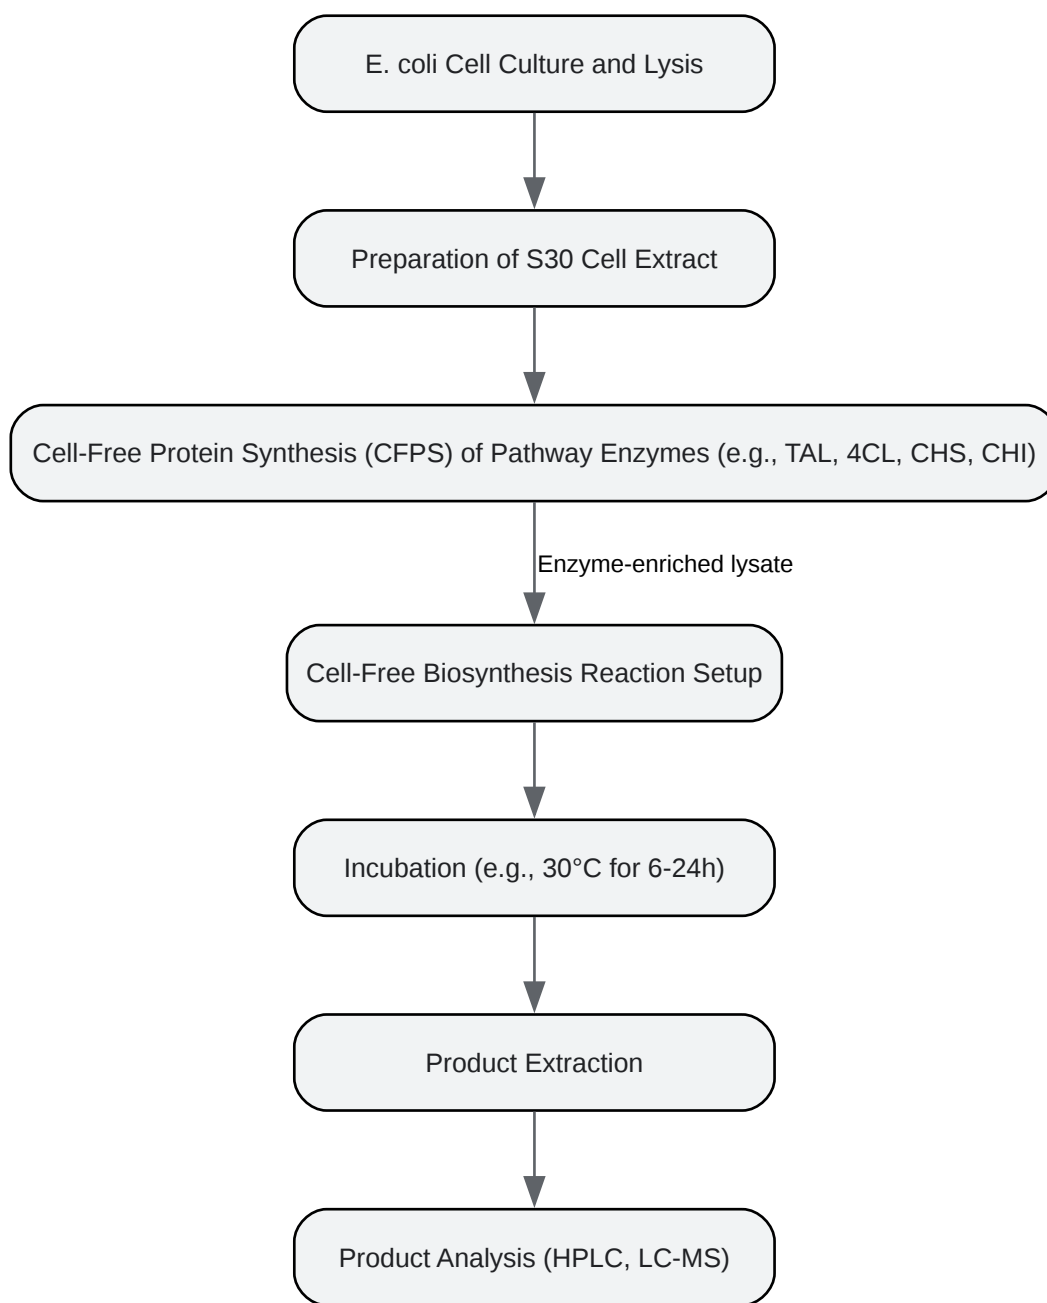 E. coli Cell Culture and Lysis
Preparation of S30 Cell Extract
Cell-Free Protein Synthesis (CFPS) of Pathway Enzymes (e.g., TAL, 4CL, CHS, CHI)
Enzyme-enriched lysate
Cell-Free Biosynthesis Reaction Setup
Incubation (e.g., 30°C for 6-24h)
Product Extraction
Product Analysis (HPLC, LC-MS)